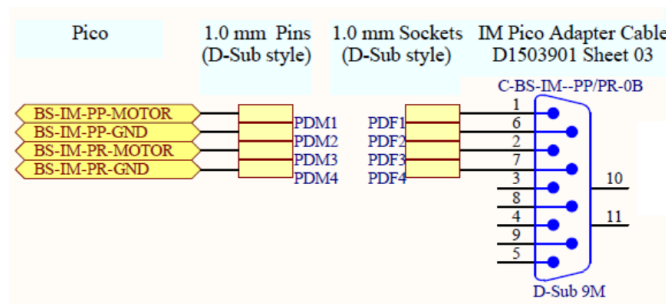 Pico
1.0 mm Pins
(D-Sub style)
1.0 mm Sockets
(D-Sub style)
IM Pico Adapter Cable
D1503901 Sheet 03
C-BS-IM--PP/PR-0B
BS-IM-PP-MOTOR
BS-IM-PP-GND
BS-IM-PR-MOTOR
BS-IM-PR-GND
PDM1
PDM2
PDM3
PDM4
PDF1
PDF2
PDF3
PDF4
1
6
2
7
3
8
4
9
5
10
11
D-Sub 9M